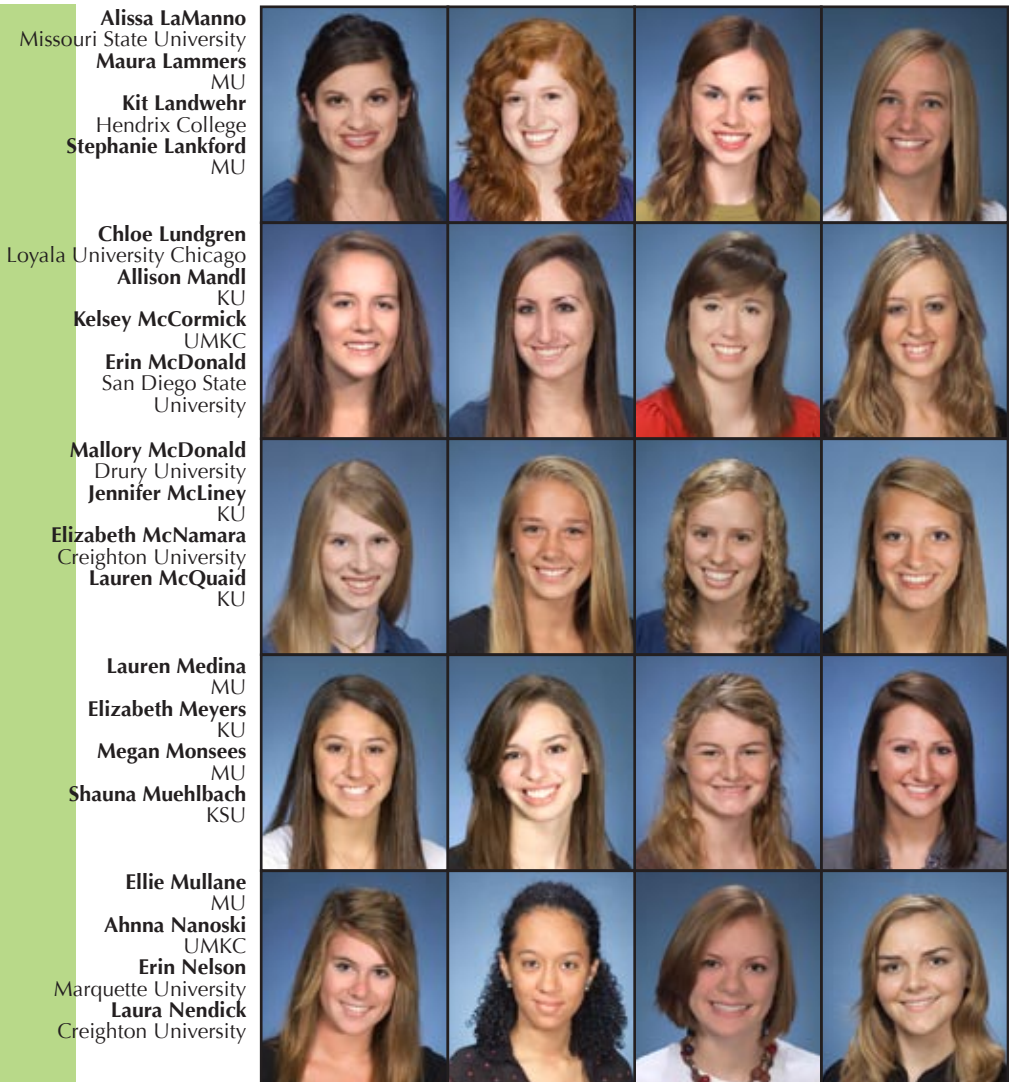 Alissa LaManno
Missouri State University
Maura Lammers
MU
Kit Landwehr
Hendrix College
Stephanie Lankford
MU
Chloe Lundgren
Loyala University Chicago
Allison Mandl
KU
Kelsey McCormick
UMKC
Erin McDonald
San Diego State
University
Mallory McDonald
Drury University
Jennifer McLiney
KU
Elizabeth McNamara
Creighton University
Lauren McQuaid
KU
Lauren Medina
MU
Elizabeth Meyers
KU
Megan Monsees
MU
Shauna Muehlbach
KSU
Ellie Mullane
MU
Ahnna Nanoski
UMKC
Erin Nelson
Marquette University
Laura Nendick
Creighton University